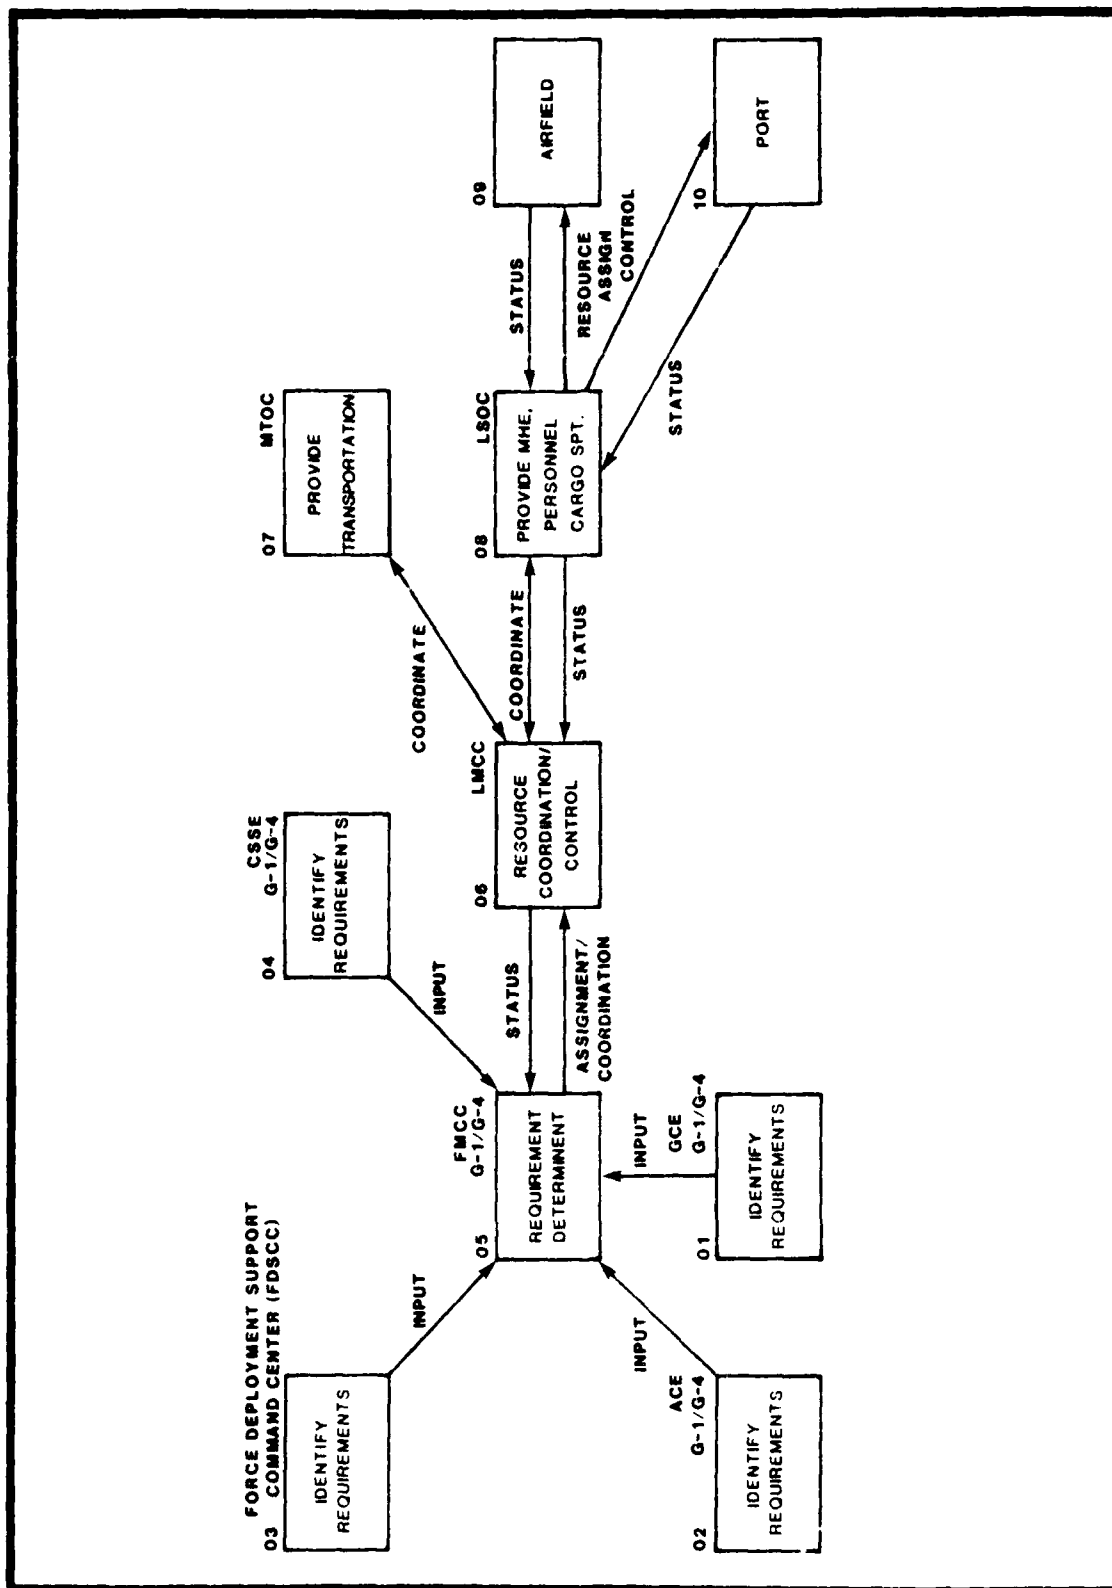 FORCE DEPLOYMENT SUPPORT
03 COMMAND CENTER (FDSCC)
IDENTIFY
REQUIREMENTS
INPUT
CSSE
04 G-1/G-4
IDENTIFY
REQUIREMENTS
INPUT
07 MTOC
PROVIDE
TRANSPORTATION
COORDINATE
FMCC
05 G-1/G-4
REQUIREMENT
DETERMINENT
STATUS
ASSIGNMENT/
COORDINATION
06 LMCC
RESOURCE
COORDINATION/
CONTROL
COORDINATE
STATUS
08 LSOC
PROVIDE MHE,
PERSONNEL
CARGO SPT.
STATUS
RESOURCE
ASSIGN
CONTROL
09
AIRFIELD
STATUS
10
PORT
INPUT
ACE
02 G-1/G-4
IDENTIFY
REQUIREMENTS
INPUT
GCE
01 G-1/G-4
IDENTIFY
REQUIREMENTS